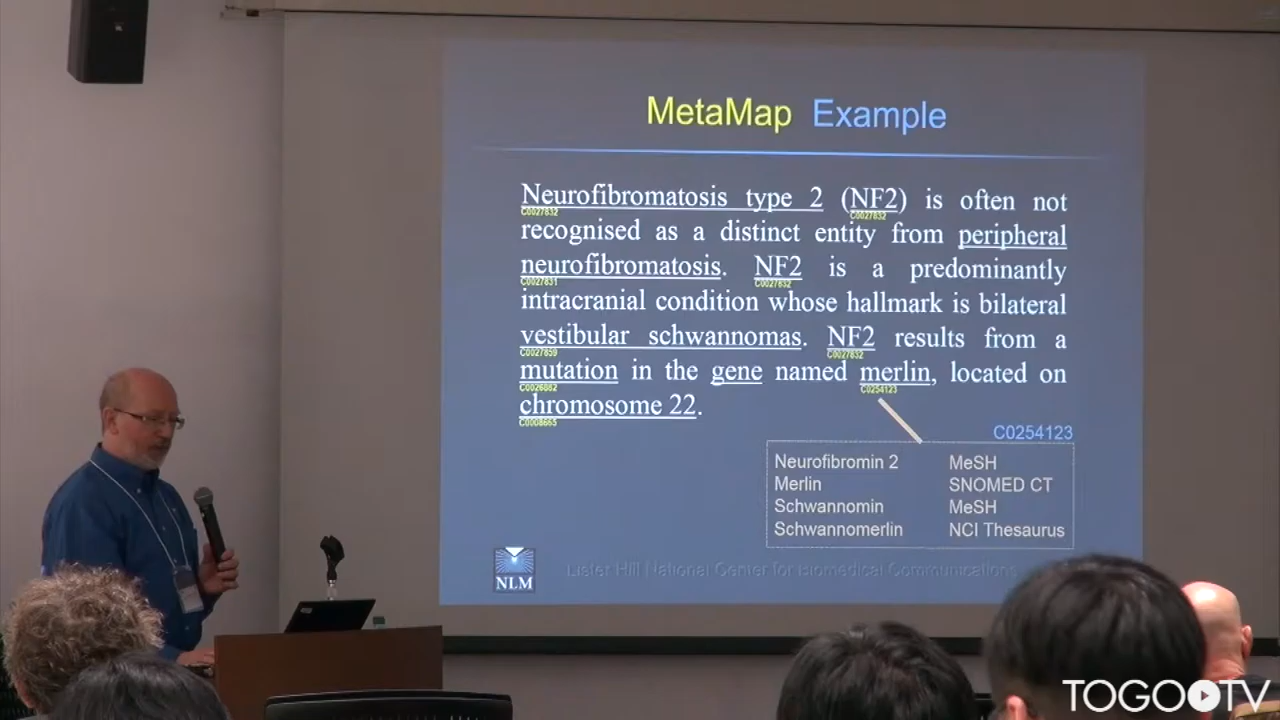 MetaMap Example
Neurofibromatosis type 2 (NF2) is often not
C0027832 C0027832
recognised as a distinct entity from peripheral
neurofibromatosis. NF2 is a predominantly
C0027831 C0027832
intracranial condition whose hallmark is bilateral
vestibular schwannomas. NF2 results from a
C0027859 C0027832
mutation in the gene named merlin, located on
C0026882 C0254123
chromosome 22.
C0008665
C0254123
Neurofibromin 2 MeSH
Merlin SNOMED CT
Schwannomin MeSH
Schwannomerlin NCI Thesaurus
NLM
Lister Hill National Center for Biomedical Communications
TOGO TV